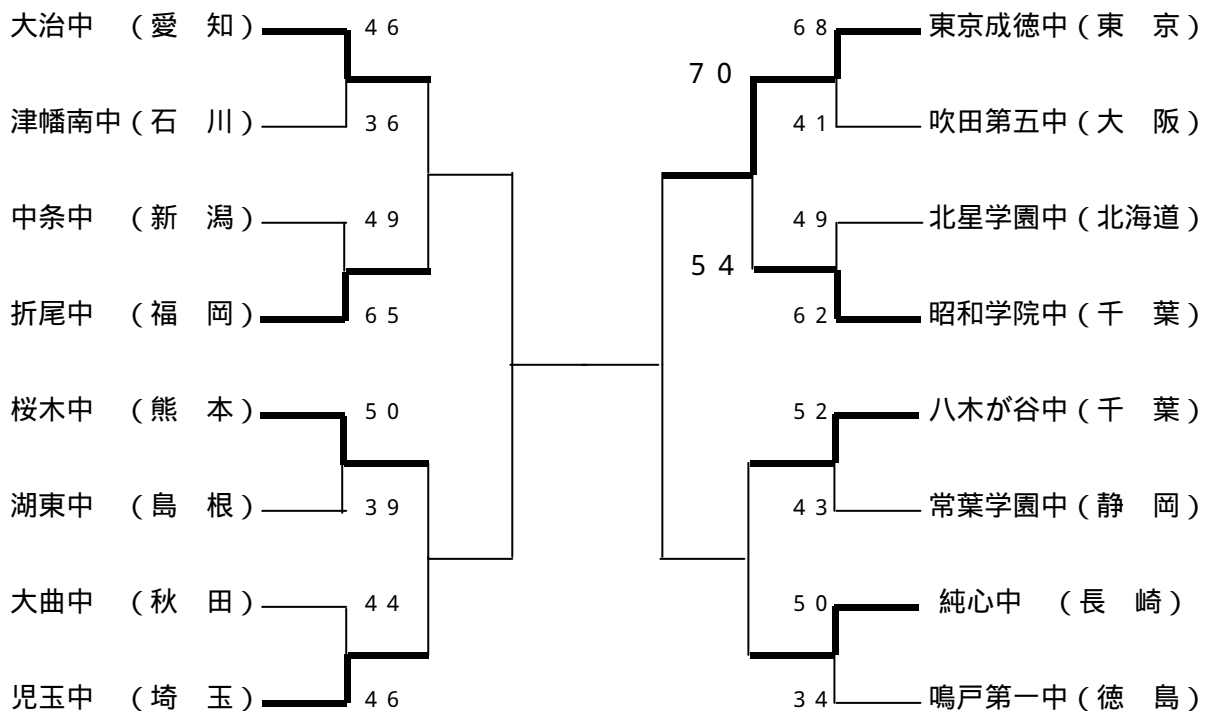 大治中 （愛 知） 46 68 東京成徳中（東 京）
70
津幡南中（石 川） 36 41 吹田第五中（大 阪）
中条中 （新 潟） 49 49 北星学園中（北海道）
54
折尾中 （福 岡） 65 62 昭和学院中（千 葉）
桜木中 （熊 本） 50 52 八木が谷中（千 葉）
湖東中 （島 根） 39 43 常葉学園中（静 岡）
大曲中 （秋 田） 44 50 純心中 （長 崎）
児玉中 （埼 玉） 46 34 鳴戸第一中（徳 島）